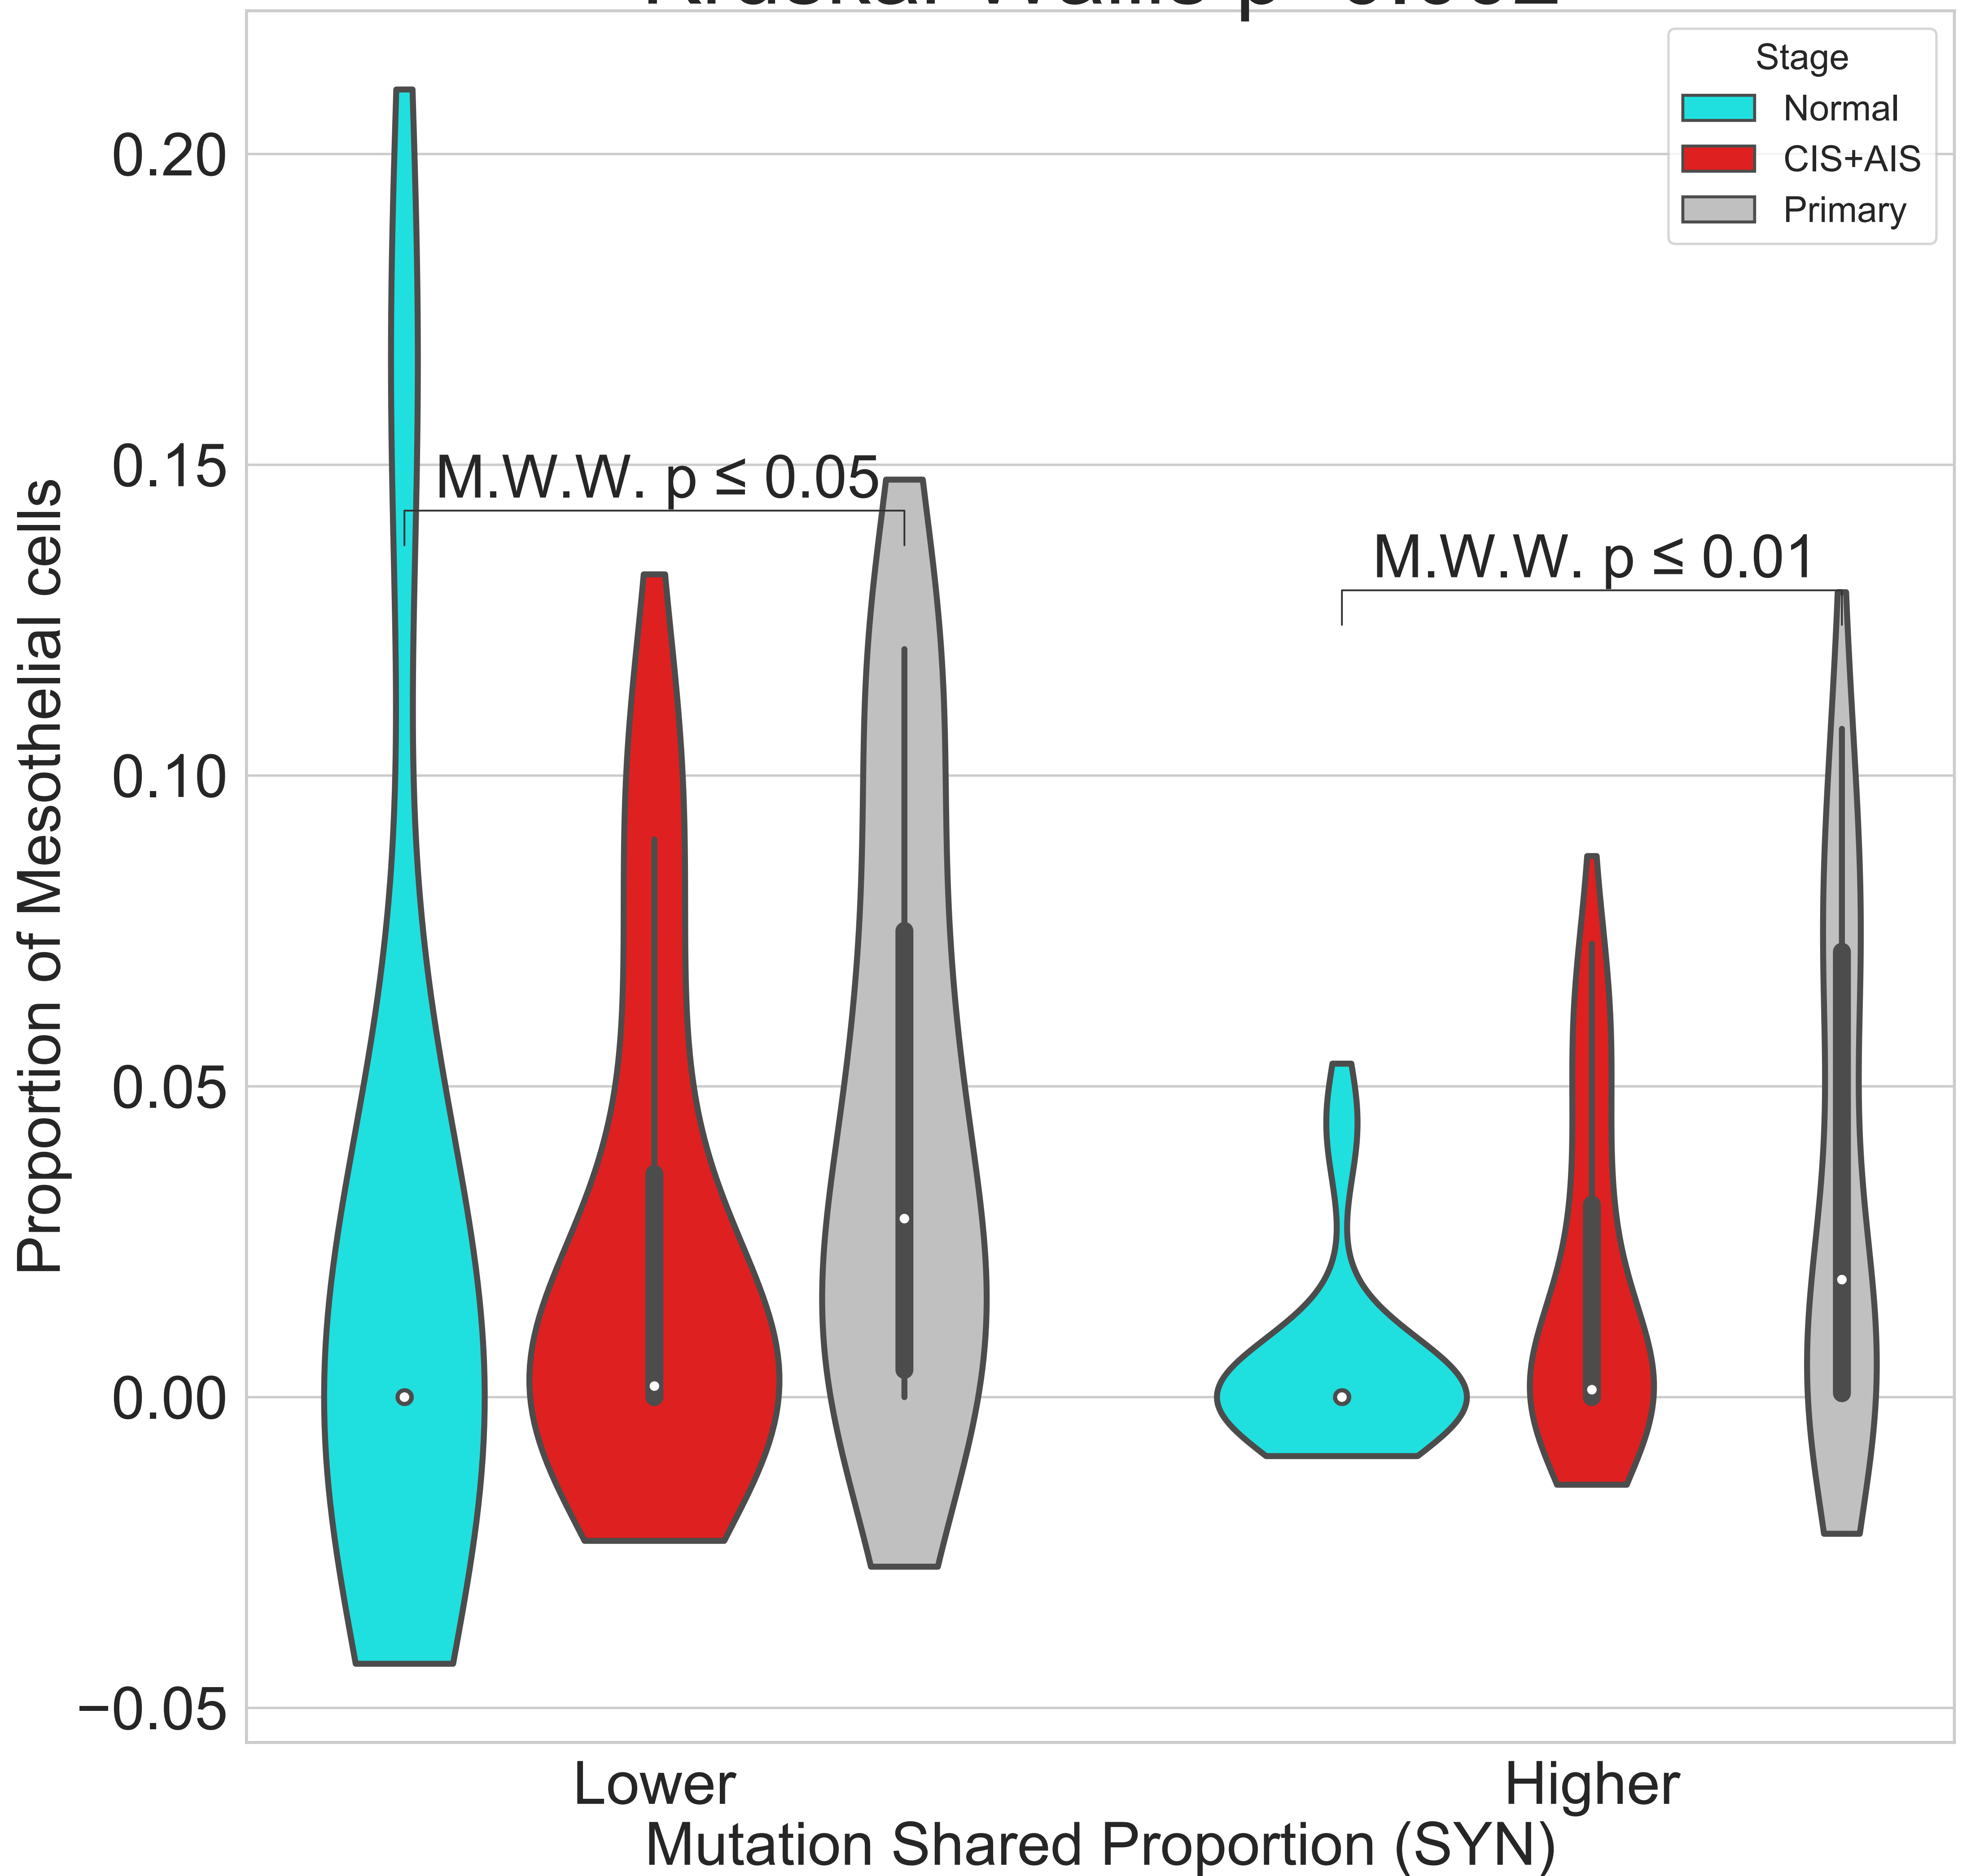 Stage
Normal
CIS+AIS
Primary
0.20
0.15
0.10
0.05
0.00
−0.05
Proportion of Mesothelial cells
M.W.W. p ≤ 0.05
M.W.W. p ≤ 0.01
Lower
Higher
Mutation Shared Proportion (SYN)